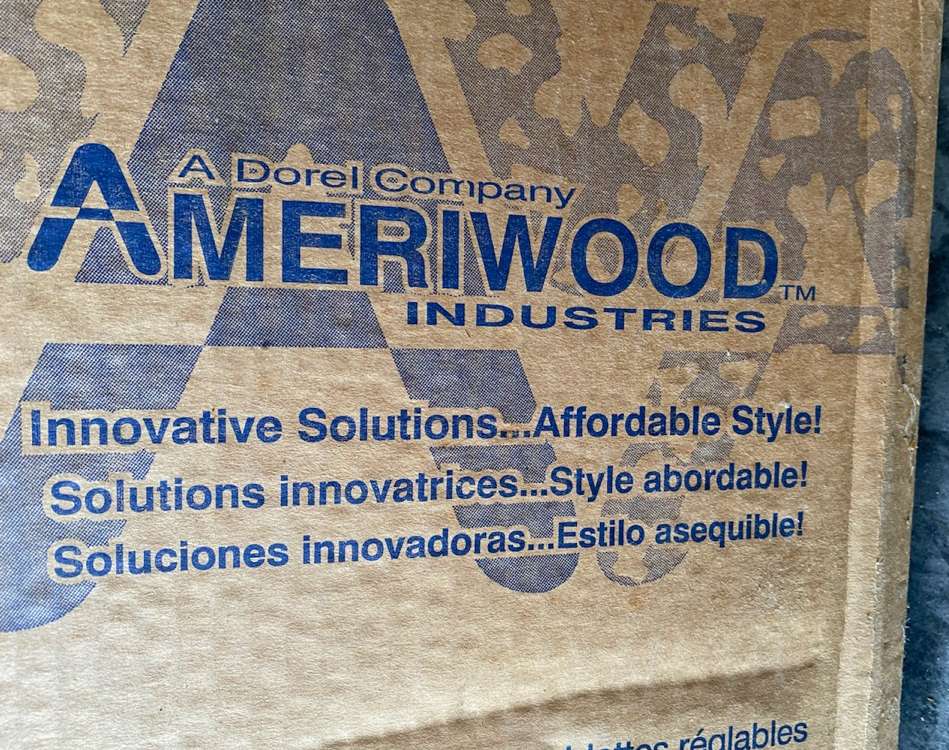 A Dorel Company
AMERIWOOD™
INDUSTRIES
Innovative Solutions...Affordable Style!
Solutions innovatrices...Style abordable!
Soluciones innovadoras...Estilo asequible!
réglables